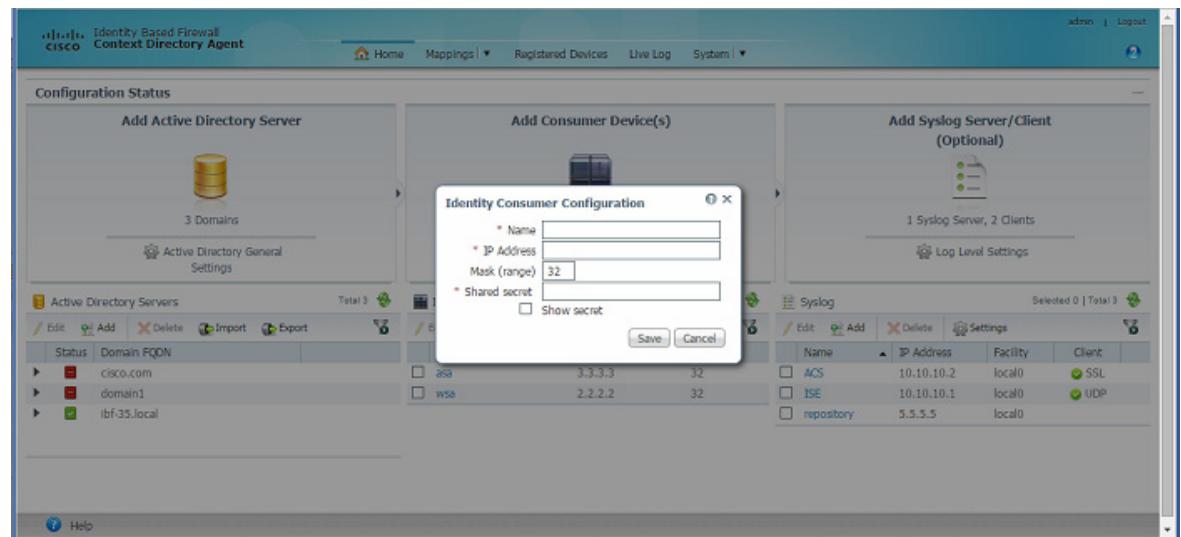 admin | Logout
cisco
Identity Based Firewall
Context Directory Agent
Home Mappings Registered Devices Live Log System
Configuration Status
Add Active Directory Server
3 Domains
Active Directory General
Settings
Add Consumer Device(s)
Add Syslog Server/Client
(Optional)
1 Syslog Server, 2 Clients
Log Level Settings
Identity Consumer Configuration
* Name
* IP Address
Mask (range) 32
* Shared secret
Show secret
Save Cancel
Active Directory Servers Total 3
Edit Add Delete Import Export
Status Domain FQDN
cisco.com
domain1
ibf-35.local
asa 3.3.3.3 32
wsa 2.2.2.2 32
Syslog Selected 0 | Total 3
Edit Add Delete Settings
Name IP Address Facility Client
ACS 10.10.10.2 local0 SSL
ISE 10.10.10.1 local0 UDP
repository 5.5.5.5 local0
Help